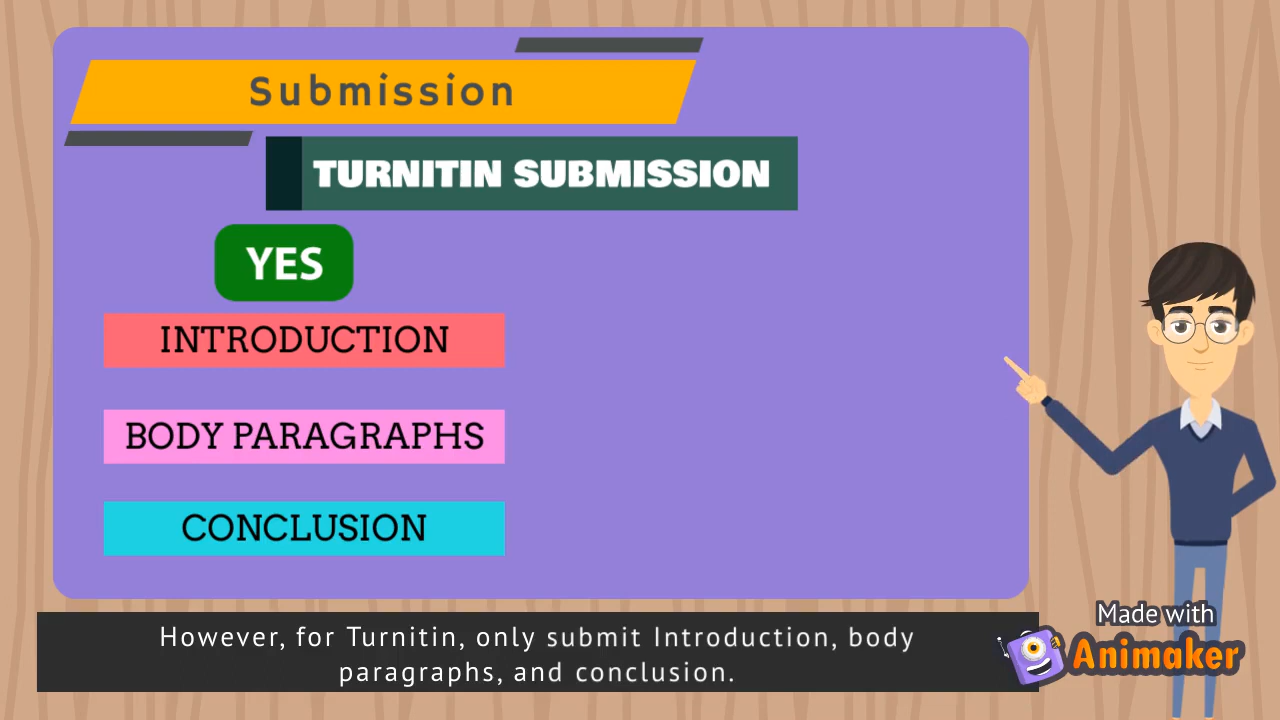 Submission
TURNITIN SUBMISSION
YES
INTRODUCTION
BODY PARAGRAPHS
CONCLUSION
However, for Turnitin, only submit Introduction, body
paragraphs, and conclusion.
Made with
Animaker